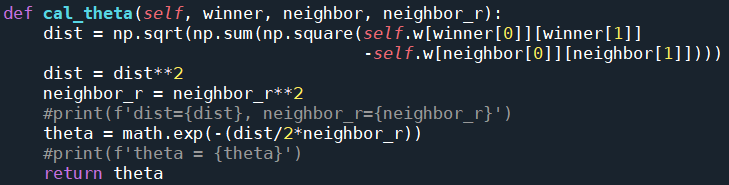 def cal_theta(self, winner, neighbor, neighbor_r):
    dist = np.sqrt(np.sum(np.square(self.w[winner[0]][winner[1]]
                                    -self.w[neighbor[0]][neighbor[1]])))
    dist = dist**2
    neighbor_r = neighbor_r**2
    #print(f'dist={dist}, neighbor_r={neighbor_r}')
    theta = math.exp(-(dist/2*neighbor_r))
    #print(f'theta = {theta}')
    return theta